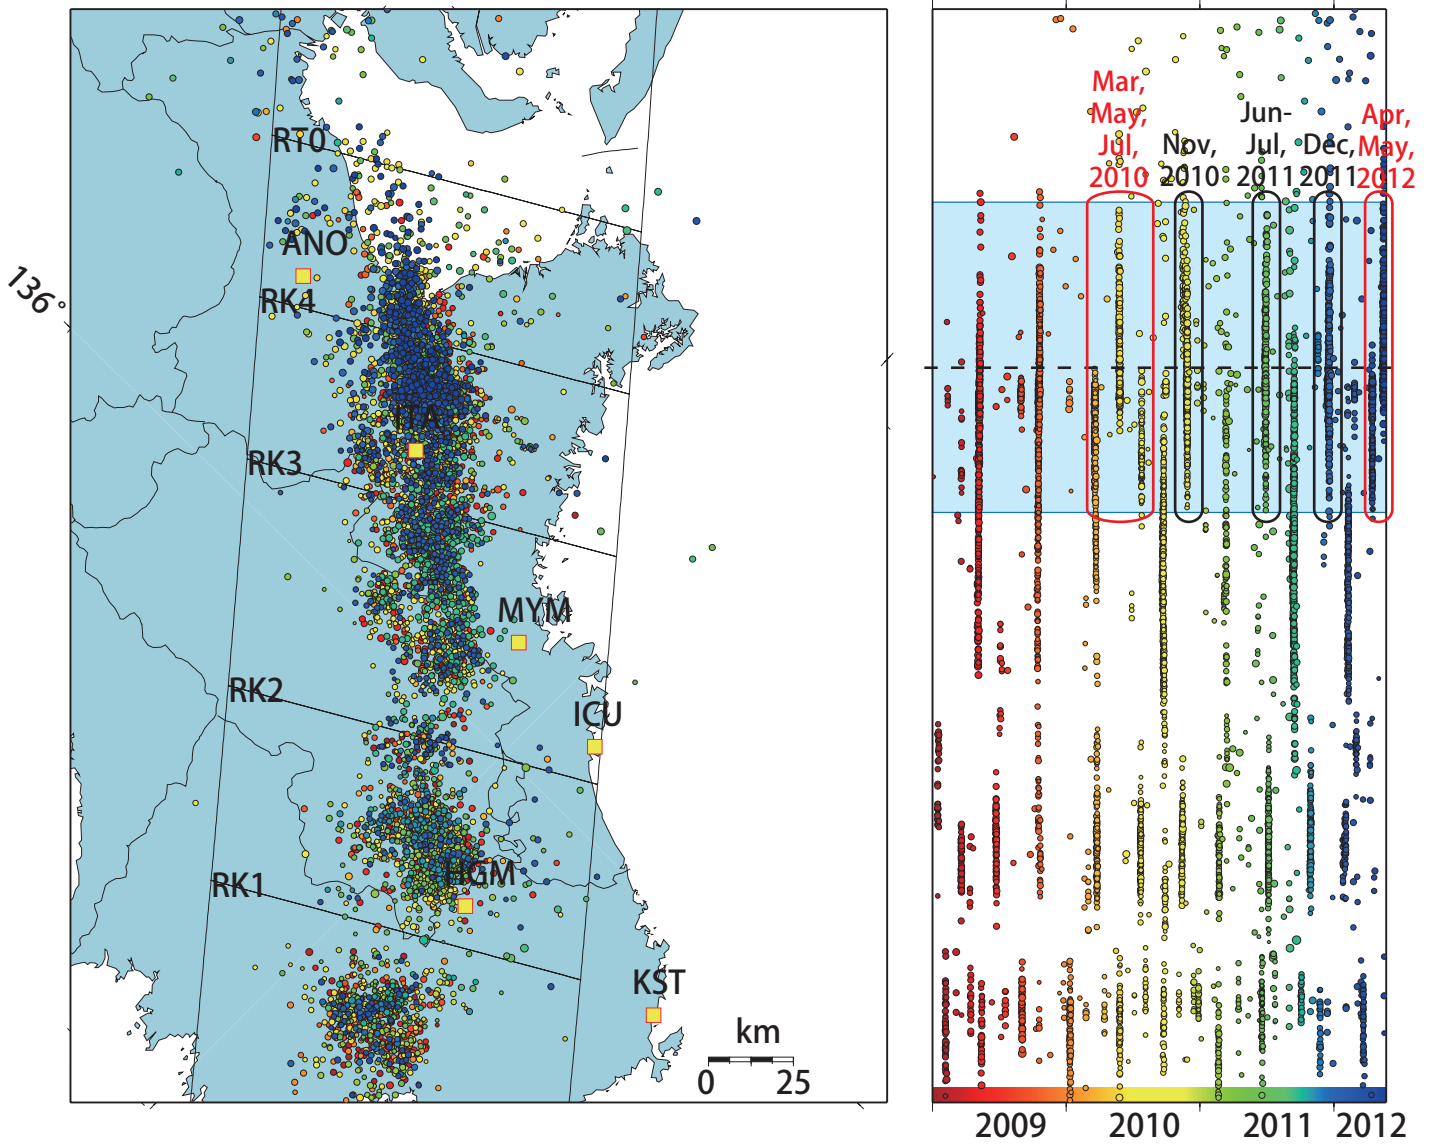 RT0
ANO
136°
RK4
ITA
RK3
MYM
RK2
ICU
HGM
RK1
KST
km
0 25
Mar,
May,
Jul,
2010
Nov,
2010
Jun-
Jul,
2011
Dec,
2011
Apr,
May,
2012
2009 2010 2011 2012